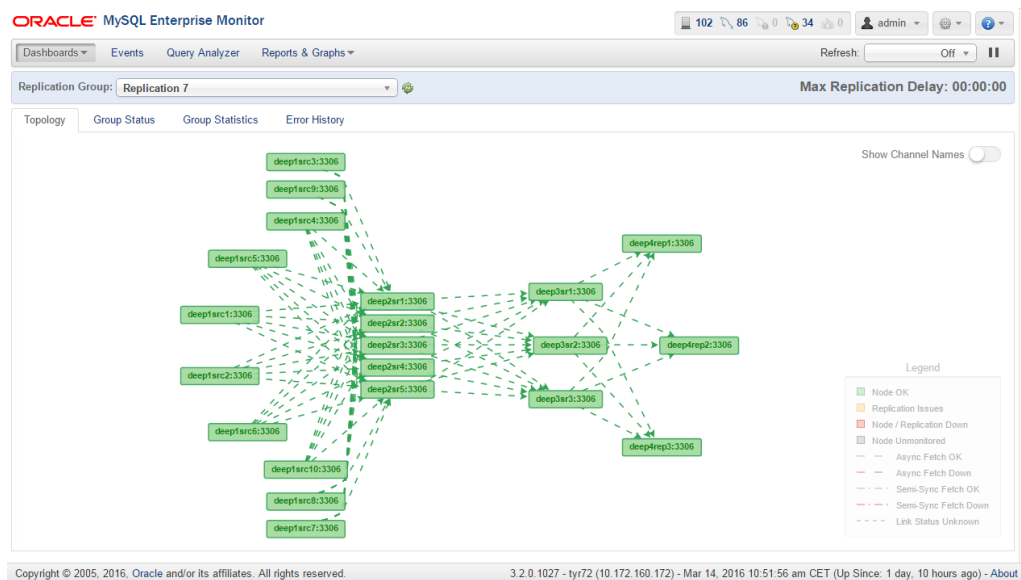 ORACLE® MySQL Enterprise Monitor
102 86 0 34 0 admin
Dashboards Events Query Analyzer Reports & Graphs Refresh: Off
Replication Group: Replication 7 Max Replication Delay: 00:00:00
Topology Group Status Group Statistics Error History
Show Channel Names
deep1src3:3306
deep1src9:3306
deep1src4:3306
deep4rep1:3306
deep1src5:3306
deep3sr1:3306
deep2sr1:3306
deep1src1:3306
deep2sr2:3306
deep2sr3:3306
deep3sr2:3306
deep4rep2:3306
deep2sr4:3306
deep1src2:3306
deep2sr5:3306
deep3sr3:3306
deep1src6:3306
deep4rep3:3306
deep1src10:3306
deep1src8:3306
deep1src7:3306
Legend
Node OK
Replication Issues
Node / Replication Down
Node Unmonitored
Async Fetch OK
Async Fetch Down
Semi-Sync Fetch OK
Semi-Sync Fetch Down
Link Status Unknown
Copyright © 2005, 2016, Oracle and/or its affiliates. All rights reserved. 3.2.0.1027 - tyr72 (10.172.160.172) - Mar 14, 2016 10:51:56 am CET (Up Since: 1 day, 10 hours ago) - About